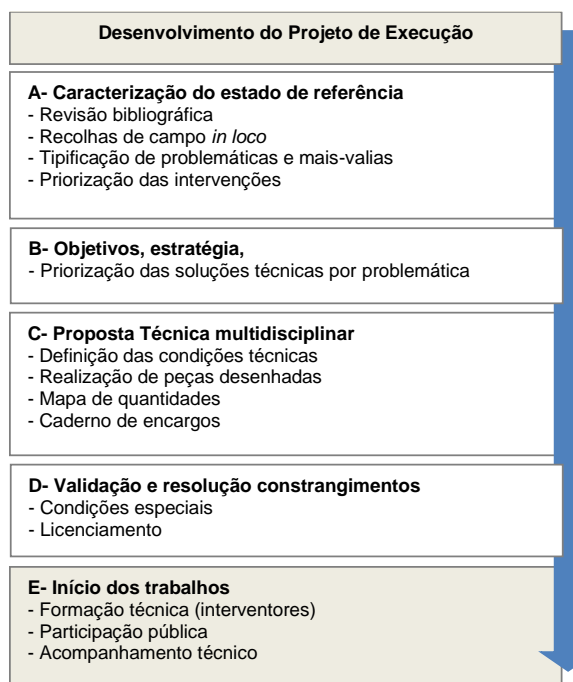 Desenvolvimento do Projeto de Execução
A- Caracterização do estado de referência
- Revisão bibliográfica
- Recolhas de campo in loco
- Tipificação de problemáticas e mais-valias
- Priorização das intervenções
B- Objetivos, estratégia,
- Priorização das soluções técnicas por problemática
C- Proposta Técnica multidisciplinar
- Definição das condições técnicas
- Realização de peças desenhadas
- Mapa de quantidades
- Caderno de encargos
D- Validação e resolução constrangimentos
- Condições especiais
- Licenciamento
E- Início dos trabalhos
- Formação técnica (interventores)
- Participação pública
- Acompanhamento técnico